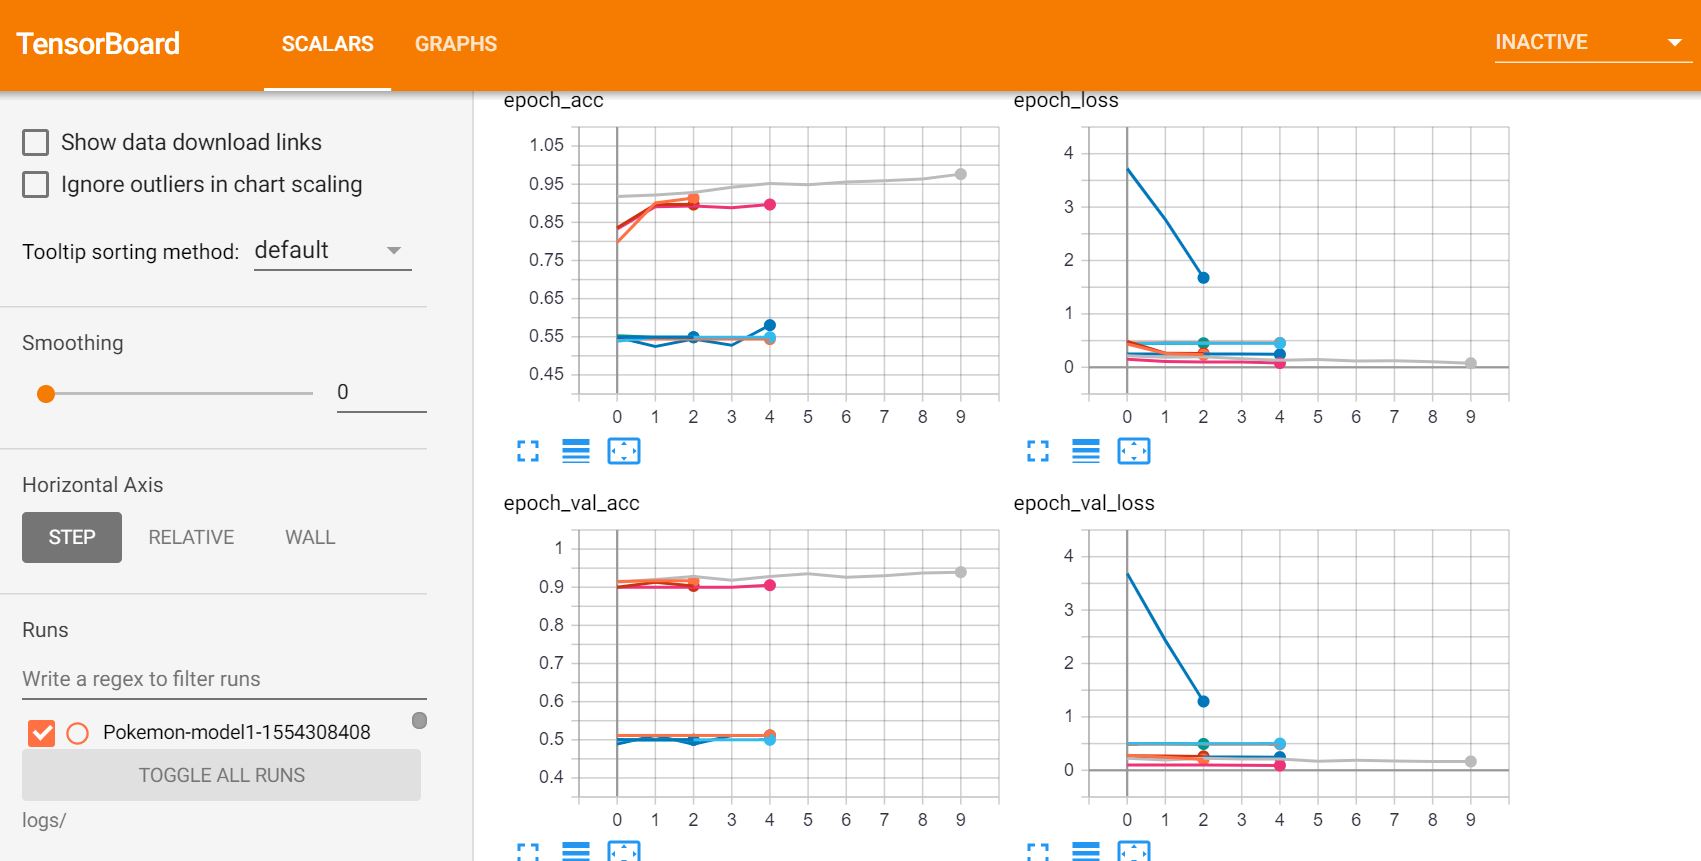 TensorBoard SCALARS GRAPHS INACTIVE
Show data download links
Ignore outliers in chart scaling
Tooltip sorting method: default
Smoothing
0
Horizontal Axis
STEP RELATIVE WALL
Runs
Write a regex to filter runs
Pokemon-model1-1554308408
TOGGLE ALL RUNS
logs/
epoch_acc
1.05
0.95
0.85
0.75
0.65
0.55
0.45
0 1 2 3 4 5 6 7 8 9
epoch_loss
4
3
2
1
0
0 1 2 3 4 5 6 7 8 9
epoch_val_acc
1
0.9
0.8
0.7
0.6
0.5
0.4
0 1 2 3 4 5 6 7 8 9
epoch_val_loss
4
3
2
1
0
0 1 2 3 4 5 6 7 8 9